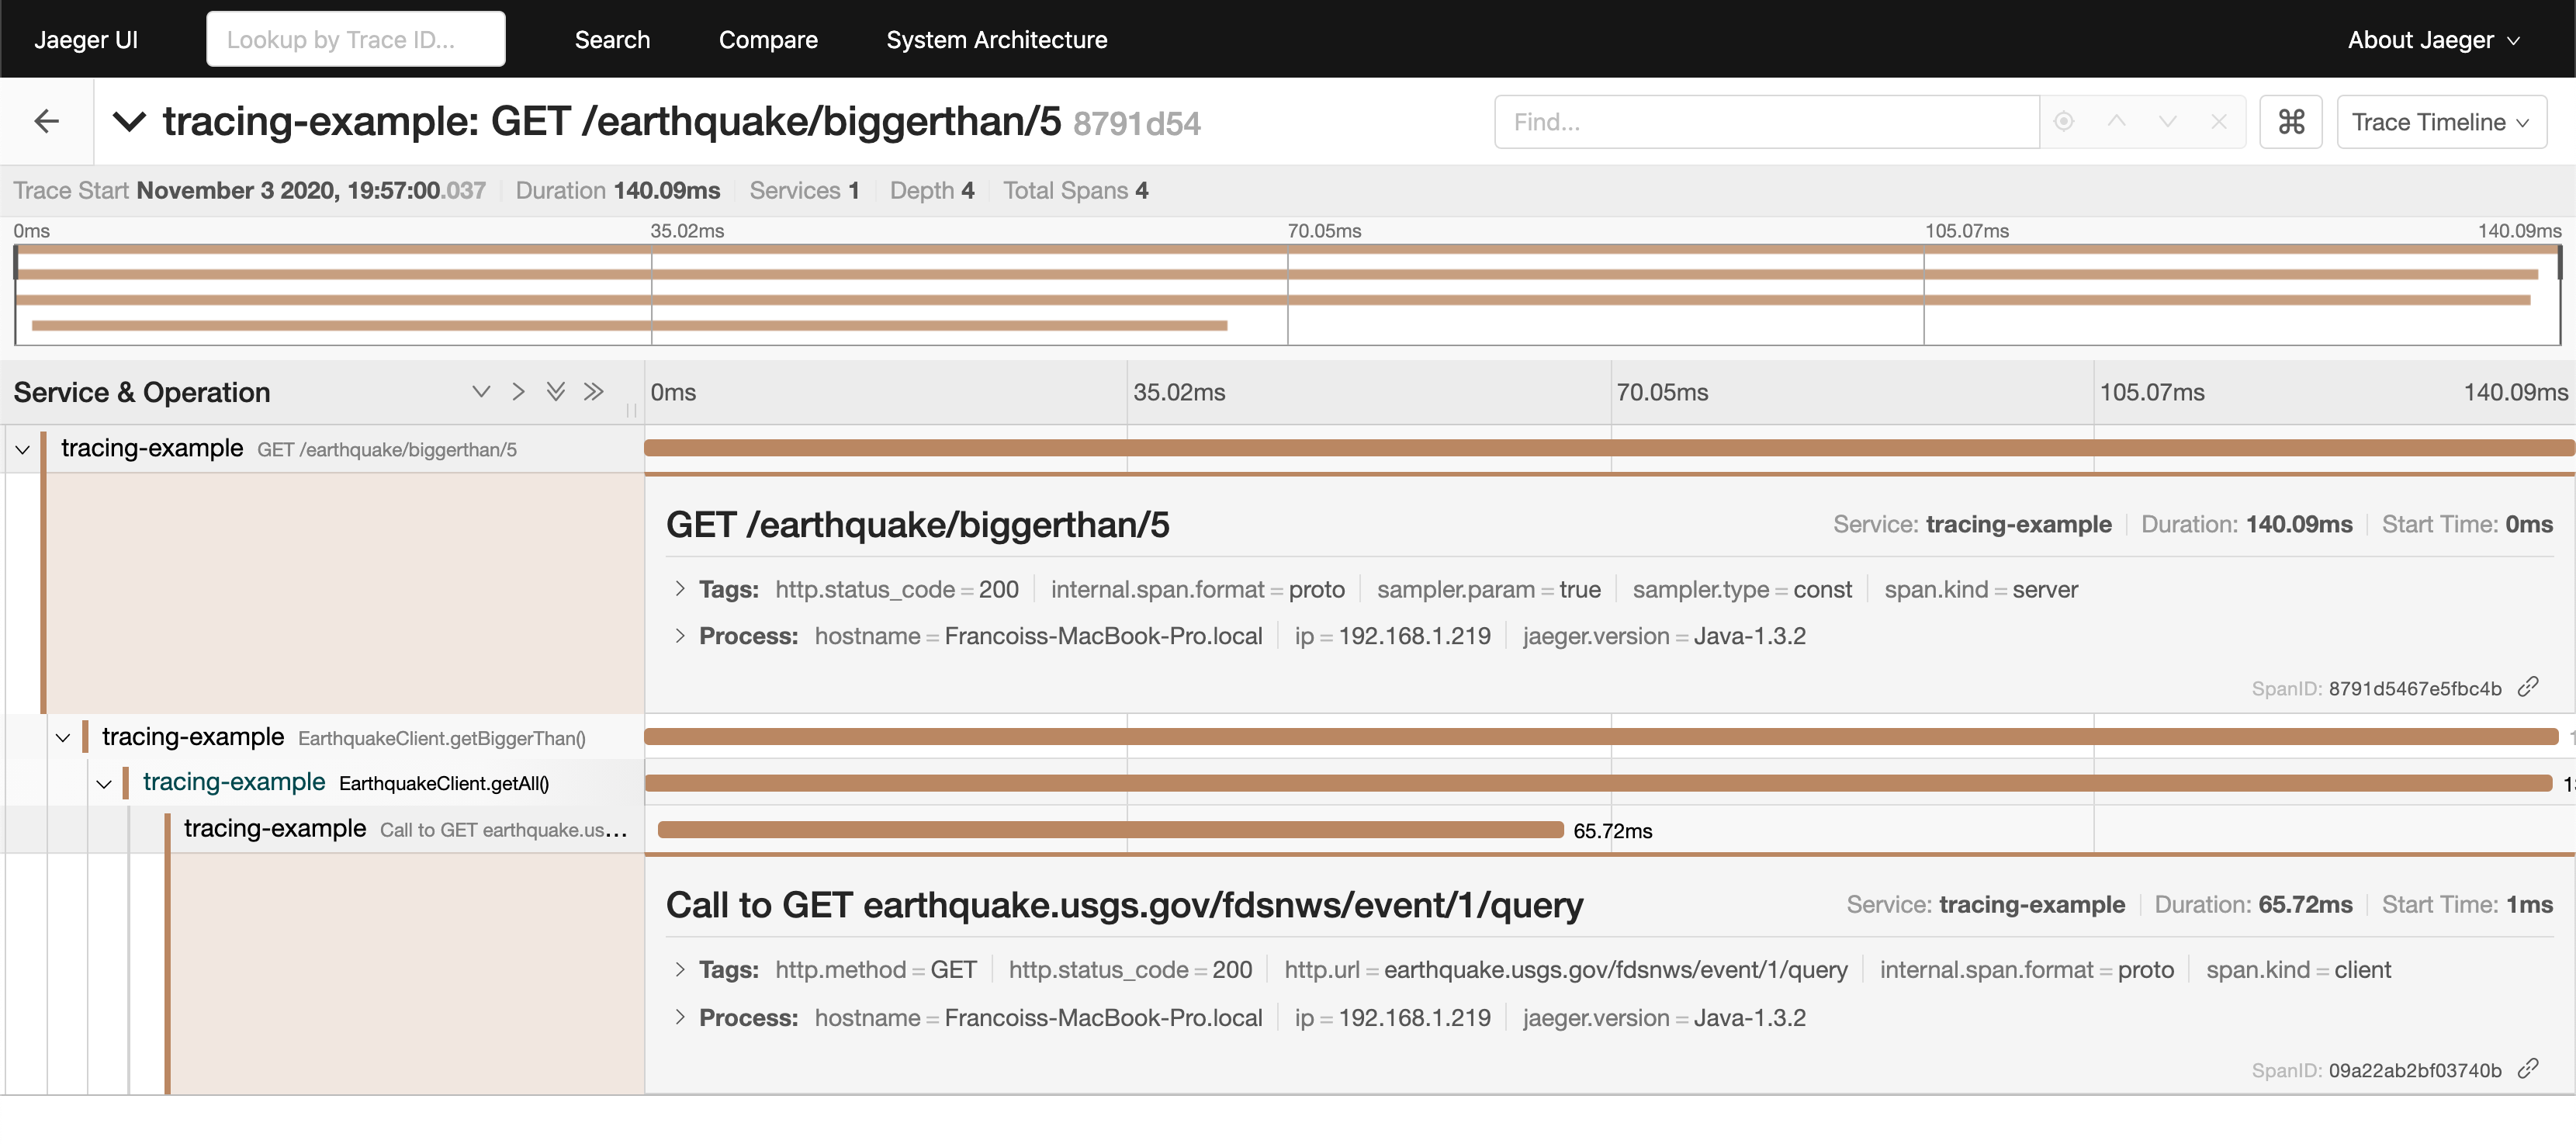 Jaeger UI Lookup by Trace ID... Search Compare System Architecture About Jaeger
tracing-example: GET /earthquake/biggerthan/5 8791d54 Find... ⌘ Trace Timeline
Trace Start November 3 2020, 19:57:00.037 Duration 140.09ms Services 1 Depth 4 Total Spans 4
0ms 35.02ms 70.05ms 105.07ms 140.09ms
Service & Operation 0ms 35.02ms 70.05ms 105.07ms 140.09ms
tracing-example GET /earthquake/biggerthan/5
GET /earthquake/biggerthan/5 Service: tracing-example Duration: 140.09ms Start Time: 0ms
Tags: http.status_code = 200 internal.span.format = proto sampler.param = true sampler.type = const span.kind = server
Process: hostname = Francoiss-MacBook-Pro.local ip = 192.168.1.219 jaeger.version = Java-1.3.2
SpanID: 8791d5467e5fbc4b
tracing-example EarthquakeClient.getBiggerThan()
tracing-example EarthquakeClient.getAll()
tracing-example Call to GET earthquake.us... 65.72ms
Call to GET earthquake.usgs.gov/fdsnws/event/1/query Service: tracing-example Duration: 65.72ms Start Time: 1ms
Tags: http.method = GET http.status_code = 200 http.url = earthquake.usgs.gov/fdsnws/event/1/query internal.span.format = proto span.kind = client
Process: hostname = Francoiss-MacBook-Pro.local ip = 192.168.1.219 jaeger.version = Java-1.3.2
SpanID: 09a22ab2bf03740b